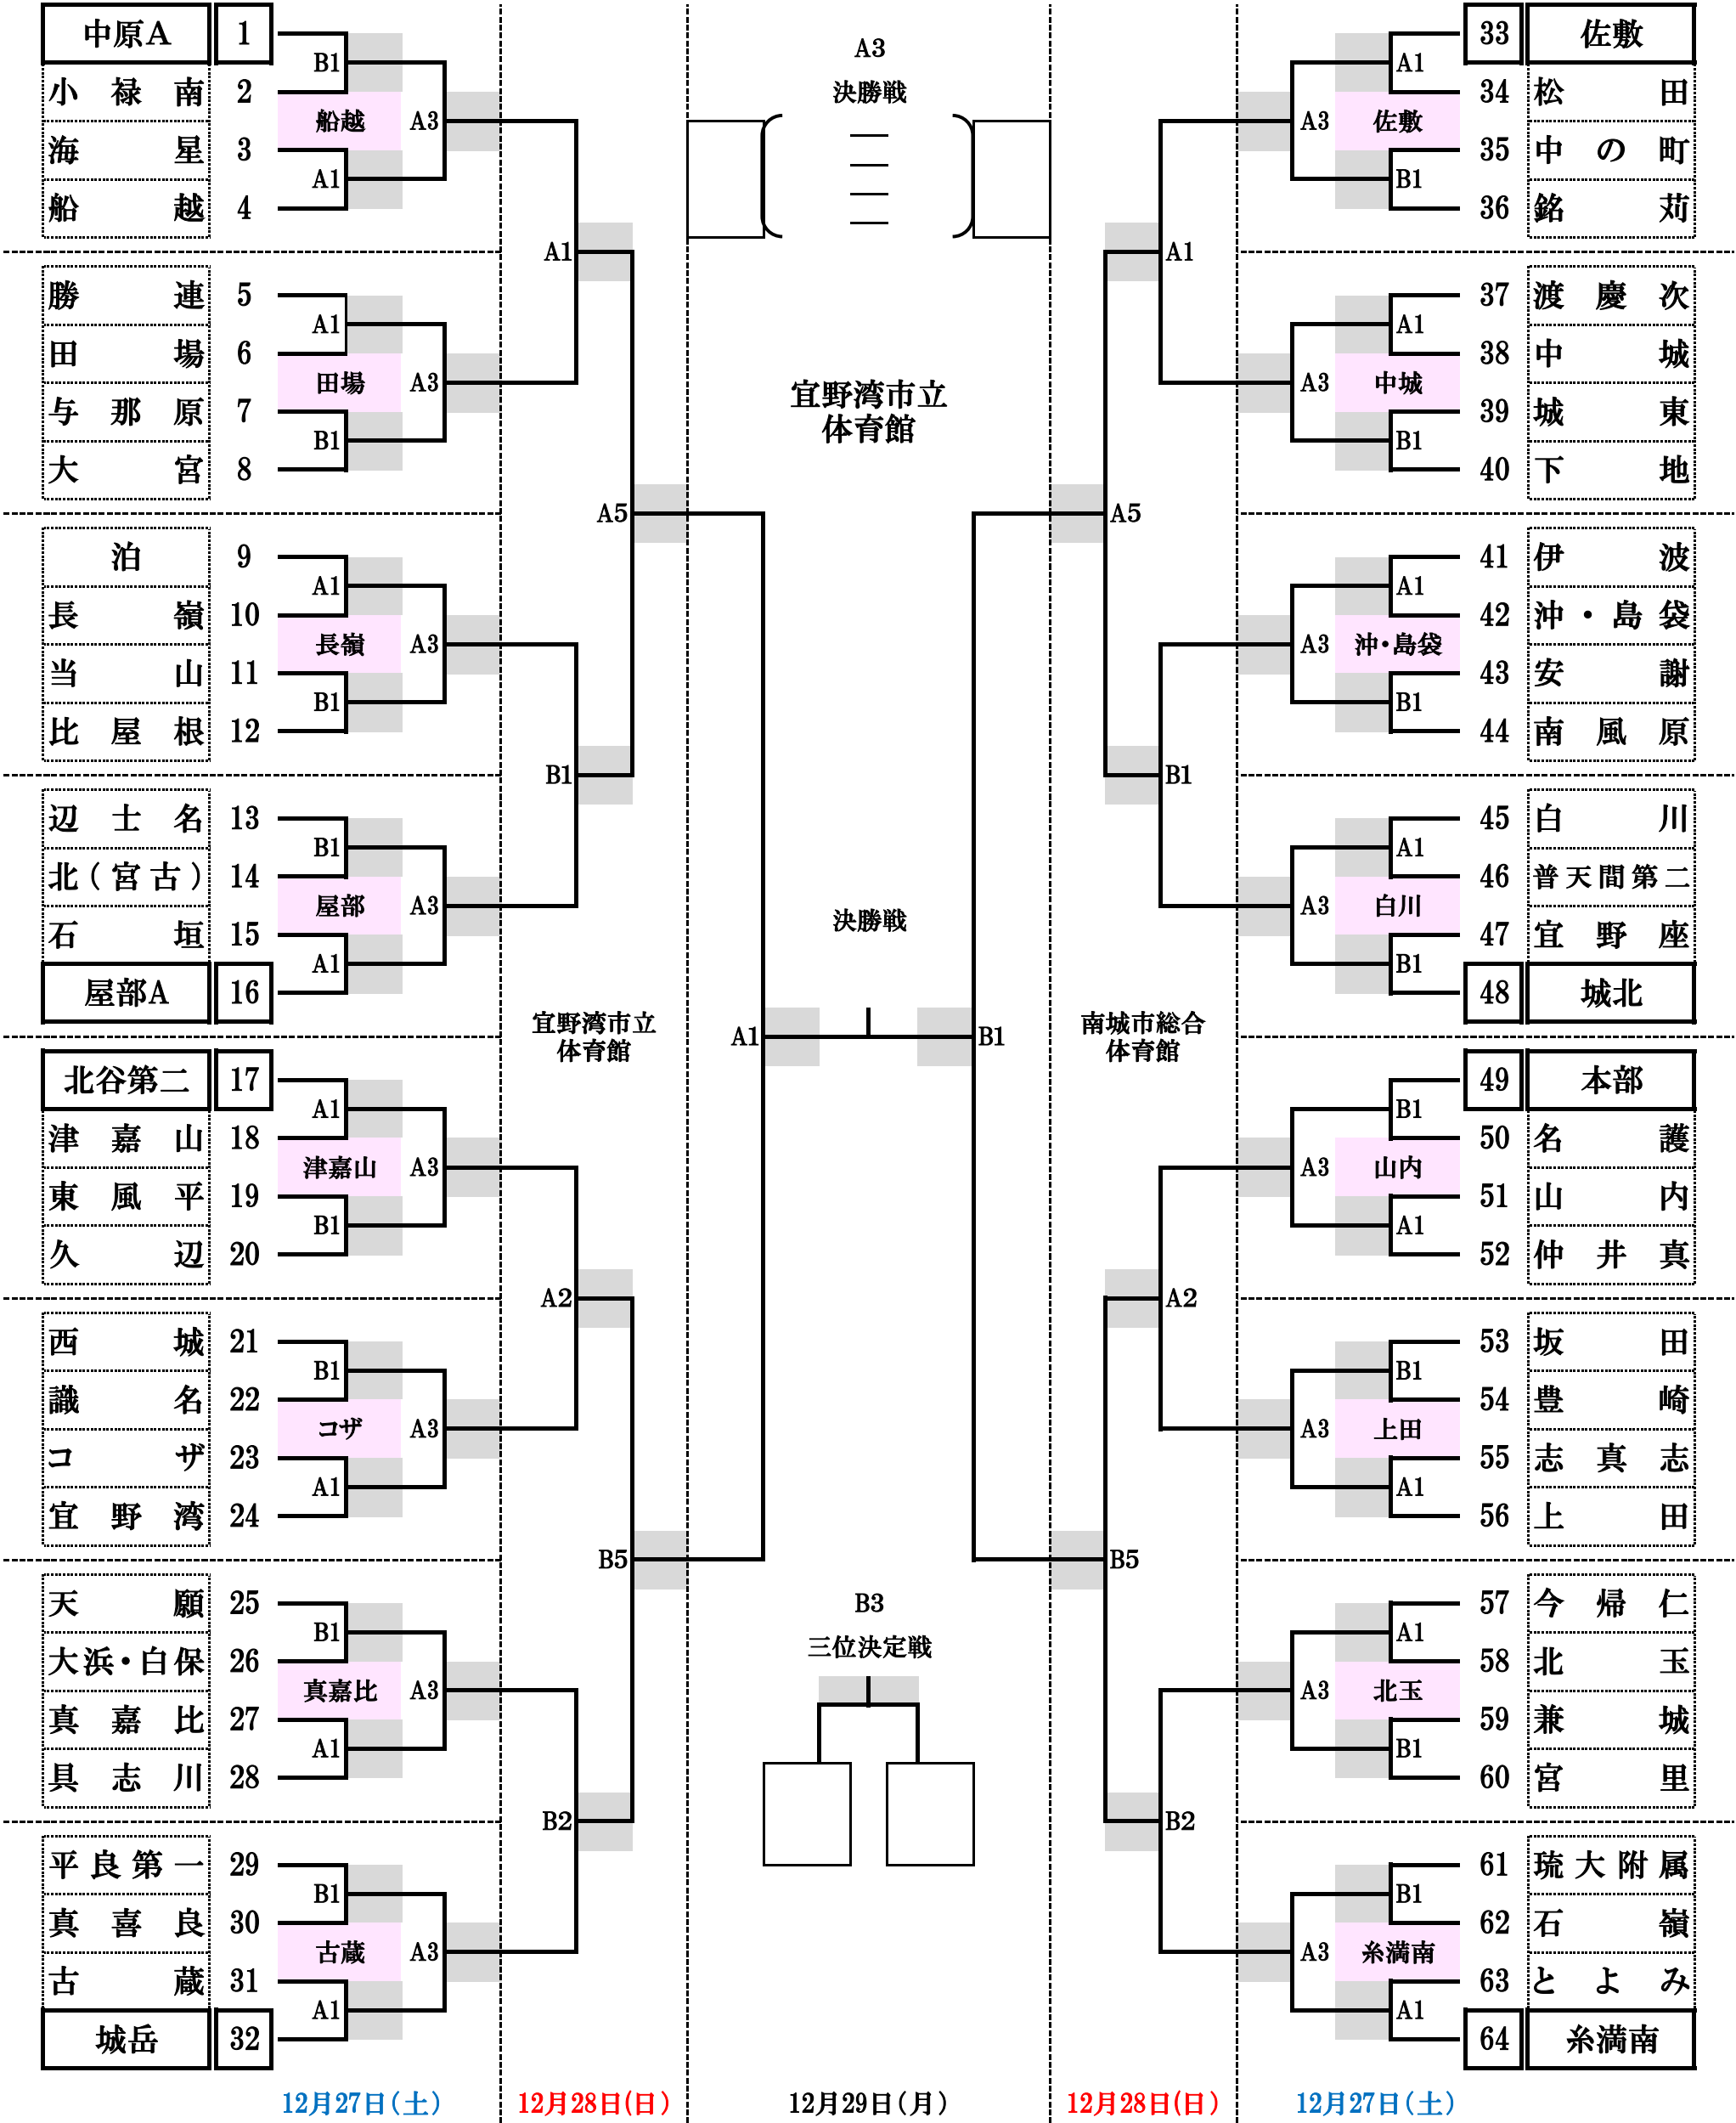 中原A 1
小禄南 2
海星 3
船越 4
B1
船越 A3
A1
勝連 5
田場 6
与那原 7
大宮 8
A1
田場 A3
B1
泊 9
長嶺 10
当山 11
比屋根 12
A1
長嶺 A3
B1
辺士名 13
北(宮古) 14
石垣 15
屋部A 16
B1
屋部 A3
A1
北谷第二 17
津嘉山 18
東風平 19
久辺 20
A1
津嘉山 A3
B1
西城 21
識名 22
コザ 23
宜野湾 24
B1
コザ A3
A1
天願 25
大浜・白保 26
真嘉比 27
具志川 28
B1
真嘉比 A3
A1
平良第一 29
真喜良 30
古蔵 31
城岳 32
B1
古蔵 A3
A1
12月27日(土)
A1
A5
B1
宜野湾市立
体育館
A2
B5
B2
12月28日(日)
A3
決勝戦
宜野湾市立
体育館
決勝戦
A1
B1
B3
三位決定戦
12月29日(月)
A1
A5
B1
南城市総合
体育館
A2
B5
B2
12月28日(日)
33 佐敷
34 松田
35 中の町
36 銘苅
A1
A3 佐敷
B1
37 渡慶次
38 中城
39 城東
40 下地
A1
A3 中城
B1
41 伊波
42 沖・島袋
43 安謝
44 南風原
A1
A3 沖・島袋
B1
45 白川
46 普天間第二
47 宜野座
48 城北
A1
A3 白川
B1
49 本部
50 名護
51 山内
52 仲井真
B1
A3 山内
A1
53 坂田
54 豊崎
55 志真志
56 上田
B1
A3 上田
A1
57 今帰仁
58 北玉
59 兼城
60 宮里
A1
A3 北玉
B1
61 琉大附属
62 石嶺
63 とよみ
64 糸満南
B1
A3 糸満南
A1
12月27日(土)